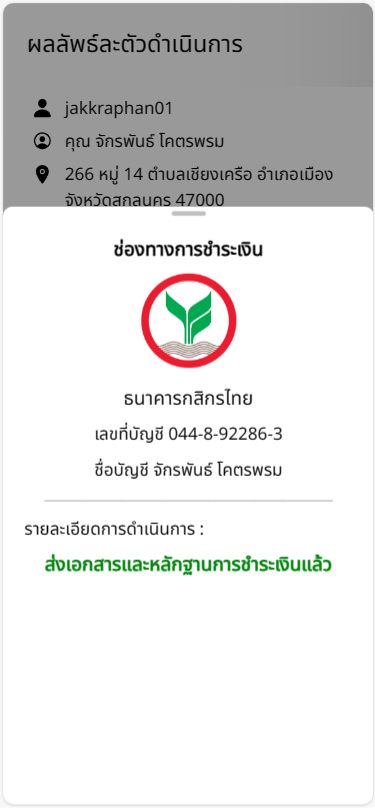 ผลลัพธ์ละตัวดำเนินการ
jakkraphan01
คุณ จักรพันธ์ โคตรพรม
266 หมู่ 14 ตำบลเชียงเครือ อำเภอเมือง
จังหวัดสกลนคร 47000
ช่องทางการชำระเงิน
ธนาคารกสิกรไทย
เลขที่บัญชี 044-8-92286-3
ชื่อบัญชี จักรพันธ์ โคตรพรม
รายละเอียดการดำเนินการ :
ส่งเอกสารและหลักฐานการชำระเงินแล้ว